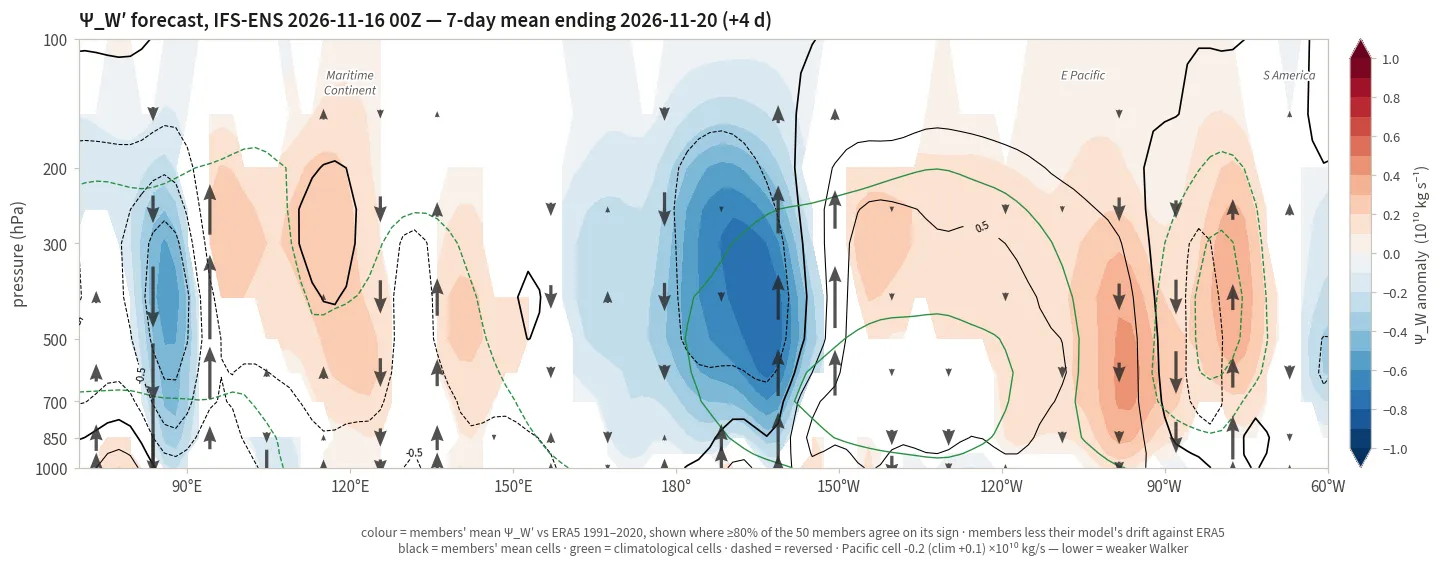 Ψ_W′ forecast, IFS-ENS 2026-11-16 00Z — 7-day mean ending 2026-11-20 (+4 d)
100
200
300
400
500
700
850
1000
pressure (hPa)
Maritime
Continent
E Pacific
S America
0.5
-0.5
-0.5
90°E
120°E
150°E
180°
150°W
120°W
90°W
60°W
1.0
0.8
0.6
0.4
0.2
0.0
−0.2
−0.4
−0.6
−0.8
−1.0
Ψ_W anomaly (10¹⁰ kg s⁻¹)
colour = members' mean Ψ_W′ vs ERA5 1991–2020, shown where ≥80% of the 50 members agree on its sign · members less their model's drift against ERA5
black = members' mean cells · green = climatological cells · dashed = reversed · Pacific cell -0.2 (clim +0.1) ×10¹⁰ kg/s — lower = weaker Walker